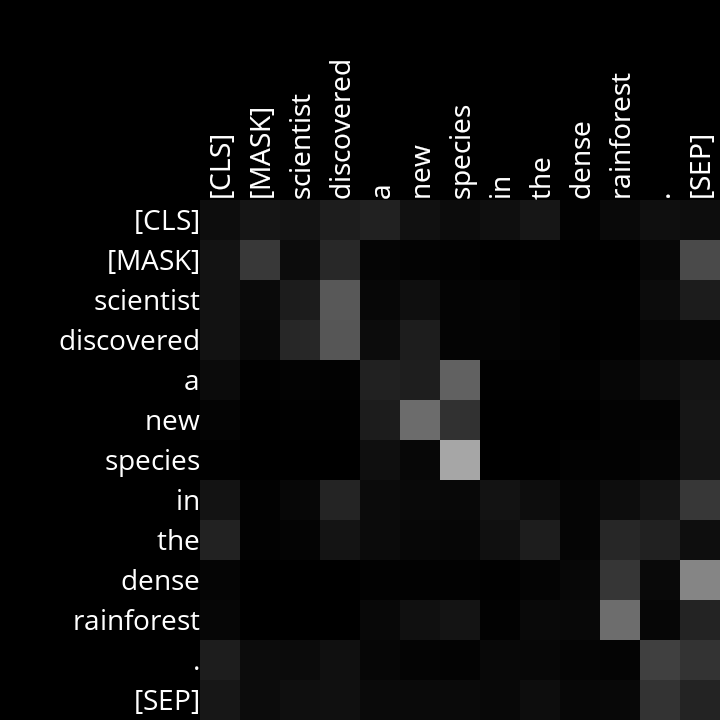 [CLS] [MASK] scientist discovered a new species in the dense rainforest . [SEP]
[CLS]
[MASK]
scientist
discovered
a
new
species
in
the
dense
rainforest
.
[SEP]